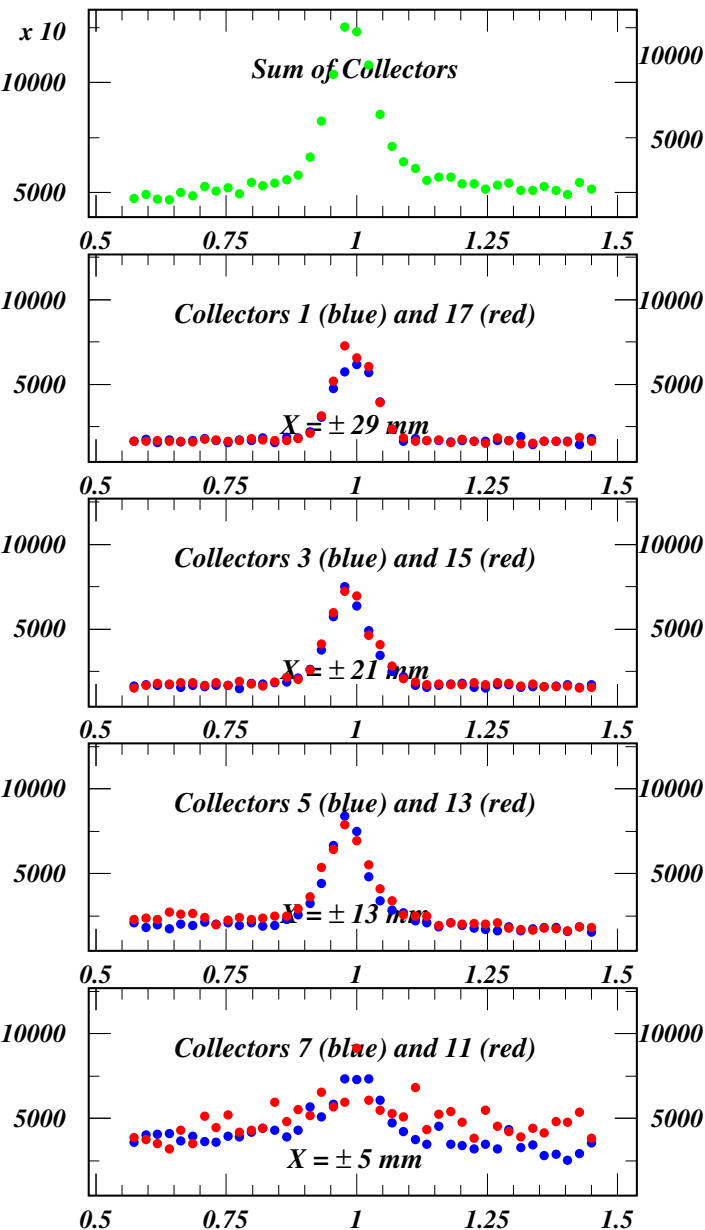 x 10
Sum of Collectors
10000
10000
5000
5000
0.5 0.75 1 1.25 1.5
Collectors 1 (blue) and 17 (red)
10000
10000
5000
5000
X = ± 29 mm
0.5 0.75 1 1.25 1.5
Collectors 3 (blue) and 15 (red)
10000
10000
5000
5000
X = ± 21 mm
0.5 0.75 1 1.25 1.5
Collectors 5 (blue) and 13 (red)
10000
10000
5000
5000
X = ± 13 mm
0.5 0.75 1 1.25 1.5
Collectors 7 (blue) and 11 (red)
10000
10000
5000
5000
X = ± 5 mm
0.5 0.75 1 1.25 1.5